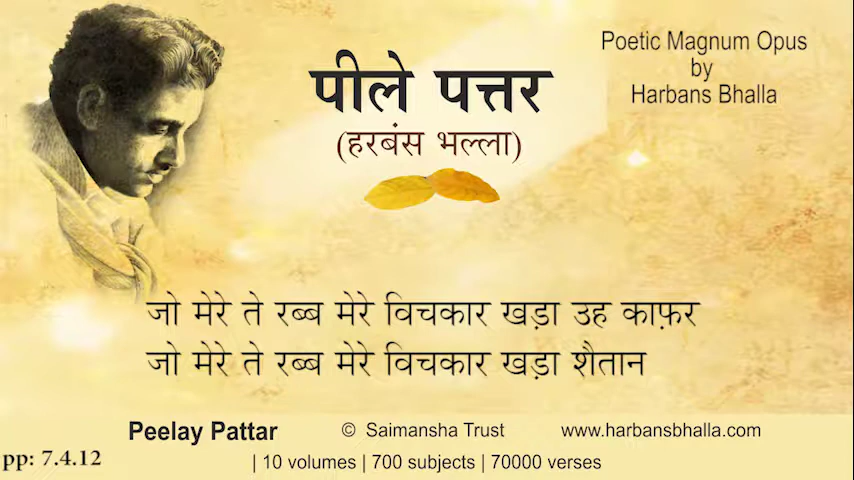 पीले पत्तर
(हरबंस भल्ला)
Poetic Magnum Opus
by
Harbans Bhalla
जो मेरे ते रब्ब मेरे विचकार खड़ा उह काफ़र
जो मेरे ते रब्ब मेरे विचकार खड़ा शैतान
Peelay Pattar © Saimansha Trust www.harbansbhalla.com
pp: 7.4.12 | 10 volumes | 700 subjects | 70000 verses